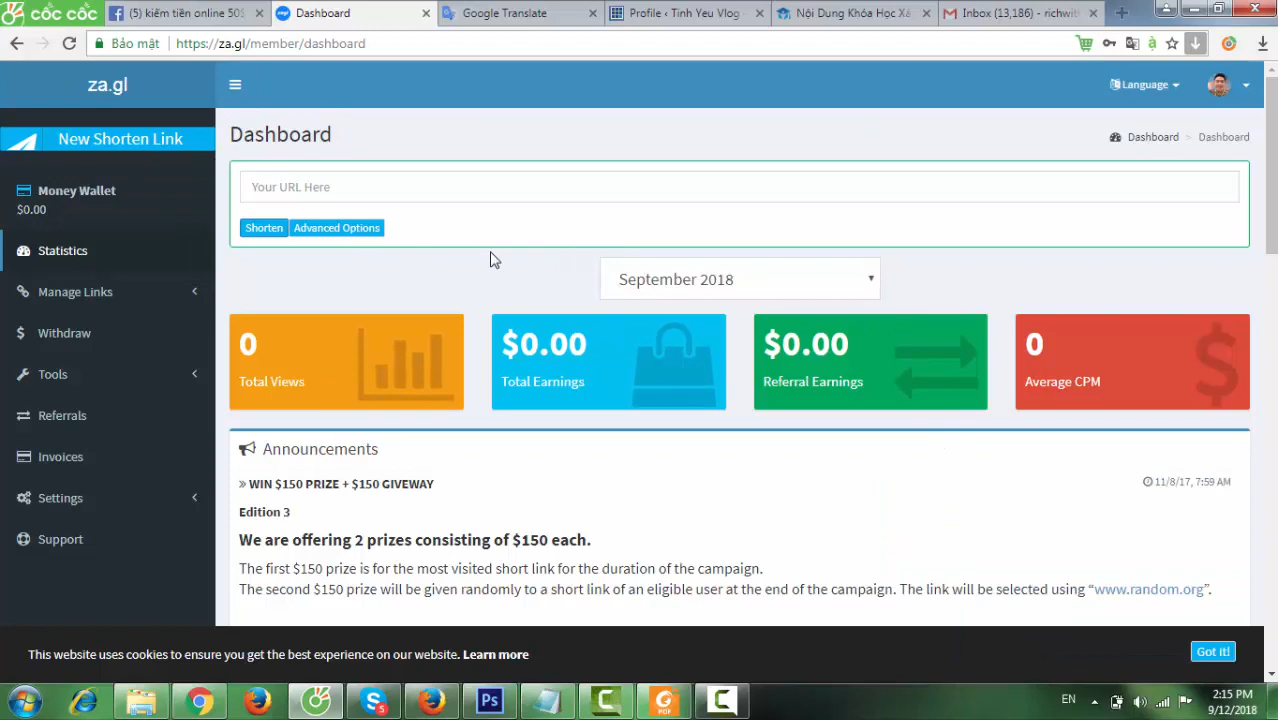 cốc cốc
(5) kiếm tiền online 50$
Dashboard
Google Translate
Profile ‹ Tinh Yeu Vlog
Nội Dung Khóa Học Xâ
Inbox (13,186) - richwith
Bảo mật
https://za.gl/member/dashboard
za.gl
Language
New Shorten Link
Dashboard
Dashboard > Dashboard
Your URL Here
Money Wallet
$0.00
Shorten
Advanced Options
Statistics
September 2018
Manage Links
Withdraw
0
Total Views
$0.00
Total Earnings
$0.00
Referral Earnings
0
Average CPM
Tools
Referrals
Announcements
Invoices
» WIN $150 PRIZE + $150 GIVEWAY
11/8/17, 7:59 AM
Settings
Edition 3
Support
We are offering 2 prizes consisting of $150 each.
The first $150 prize is for the most visited short link for the duration of the campaign.
The second $150 prize will be given randomly to a short link of an eligible user at the end of the campaign. The link will be selected using “www.random.org”.
This website uses cookies to ensure you get the best experience on our website. Learn more
Got it!
EN
2:15 PM
9/12/2018